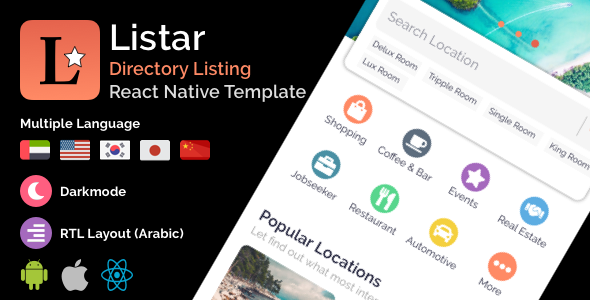 L
Listar
Directory Listing
React Native Template
Multiple Language
Darkmode
RTL Layout (Arabic)
Search Location
Delux Room
Tripple Room
Single Room
King Room
Lux Room
Shopping
Coffee & Bar
Events
Real Estate
Jobseeker
Restaurant
Automotive
More
Popular Locations
Let find out what most inter